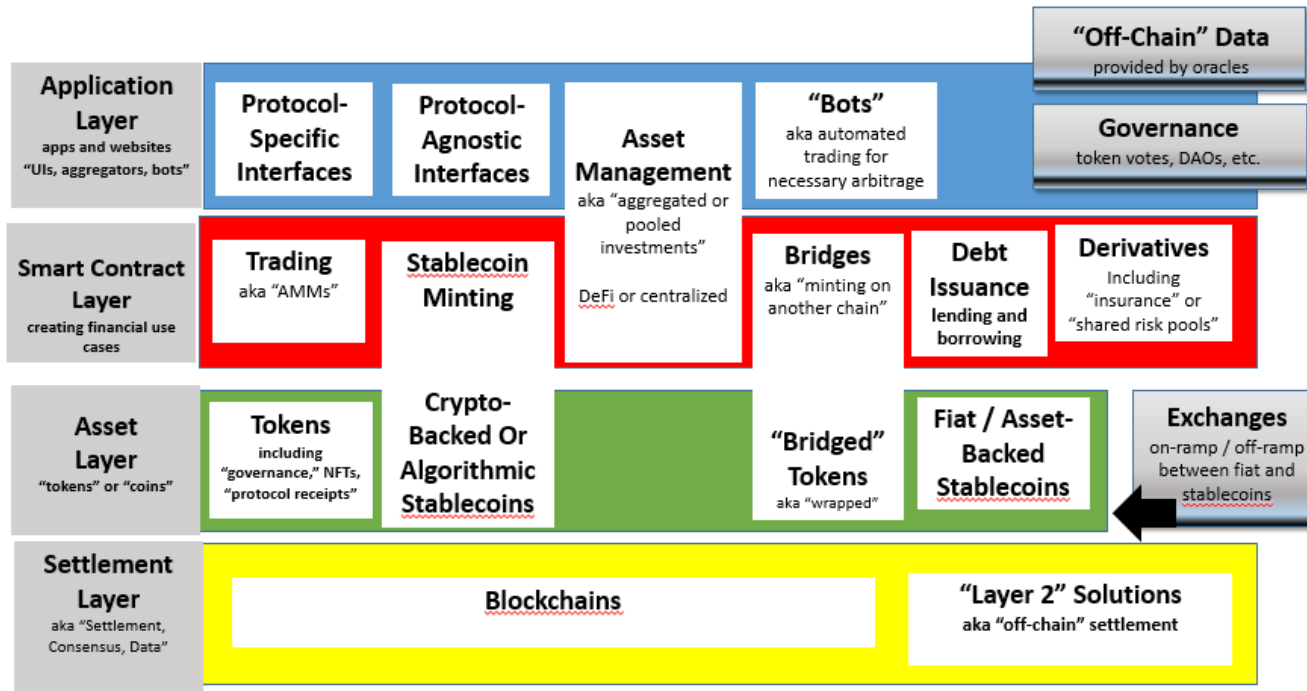 “Off-Chain” Data
provided by oracles
Governance
token votes, DAOs, etc.
Application
Layer
apps and websites
“UIs, aggregators, bots”
Protocol-
Specific
Interfaces
Protocol-
Agnostic
Interfaces
Asset
Management
aka “aggregated or
pooled
investments”
DeFi or centralized
“Bots”
aka automated
trading for
necessary arbitrage
Smart Contract
Layer
creating financial use
cases
Trading
aka “AMMs”
Stablecoin
Minting
Bridges
aka “minting on
another chain”
Debt
Issuance
lending and
borrowing
Derivatives
Including
“insurance” or
“shared risk pools”
Asset
Layer
“tokens” or “coins”
Tokens
including
“governance,” NFTs,
“protocol receipts”
Crypto-
Backed Or
Algorithmic
Stablecoins
“Bridged”
Tokens
aka “wrapped”
Fiat / Asset-
Backed
Stablecoins
Exchanges
on-ramp / off-ramp
between fiat and
stablecoins
Settlement
Layer
aka “Settlement,
Consensus, Data”
Blockchains
“Layer 2” Solutions
aka “off-chain” settlement